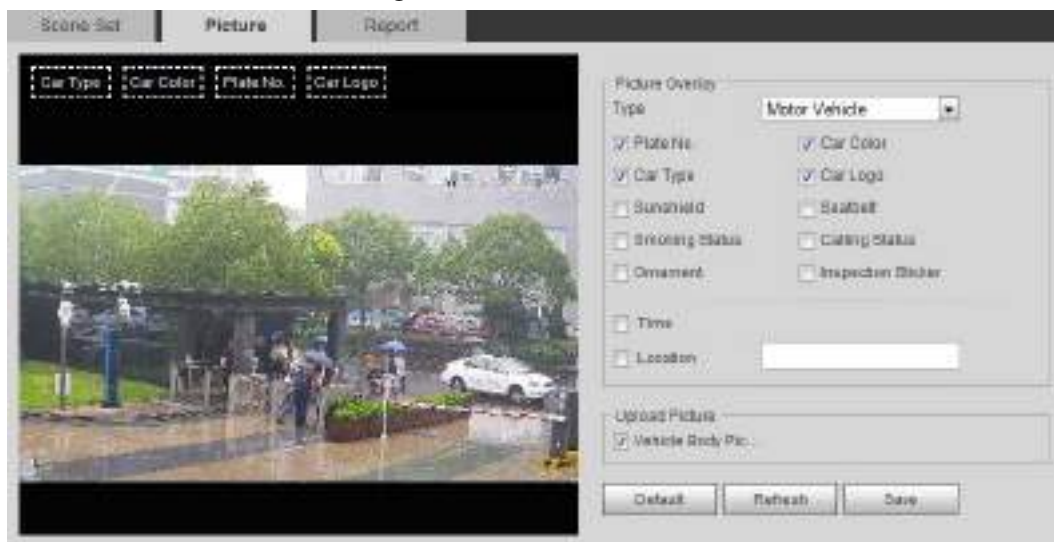 Scene Set Picture Report
Car Type Car Color Plate No. Car Logo
Picture Overlay
Type Motor Vehicle
Plate No. Car Color
Car Type Car Logo
Sunshield Seatbelt
Smoking Status Calling Status
Ornament Inspection Sticker
Time
Location
Upload Picture
Vehicle Body Pic...
Default Refresh Save